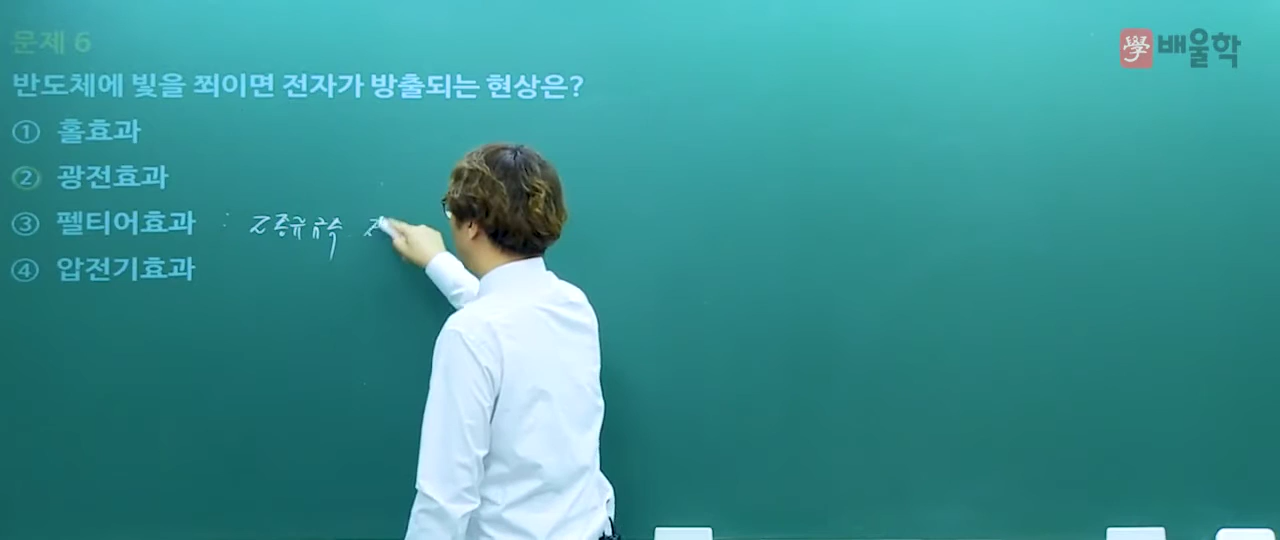 문제 6
學 배울학
반도체에 빛을 쬐이면 전자가 방출되는 현상은?
① 홀효과
② 광전효과
③ 펠티어효과 :
④ 압전기효과